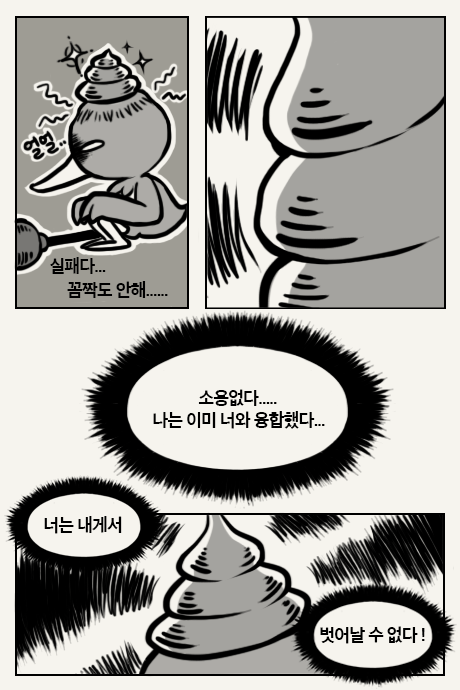 얼얼..
실패다...
꼼짝도 안해......
소용없다.....
나는 이미 너와 융합했다...
너는 내게서
벗어날 수 없다 !